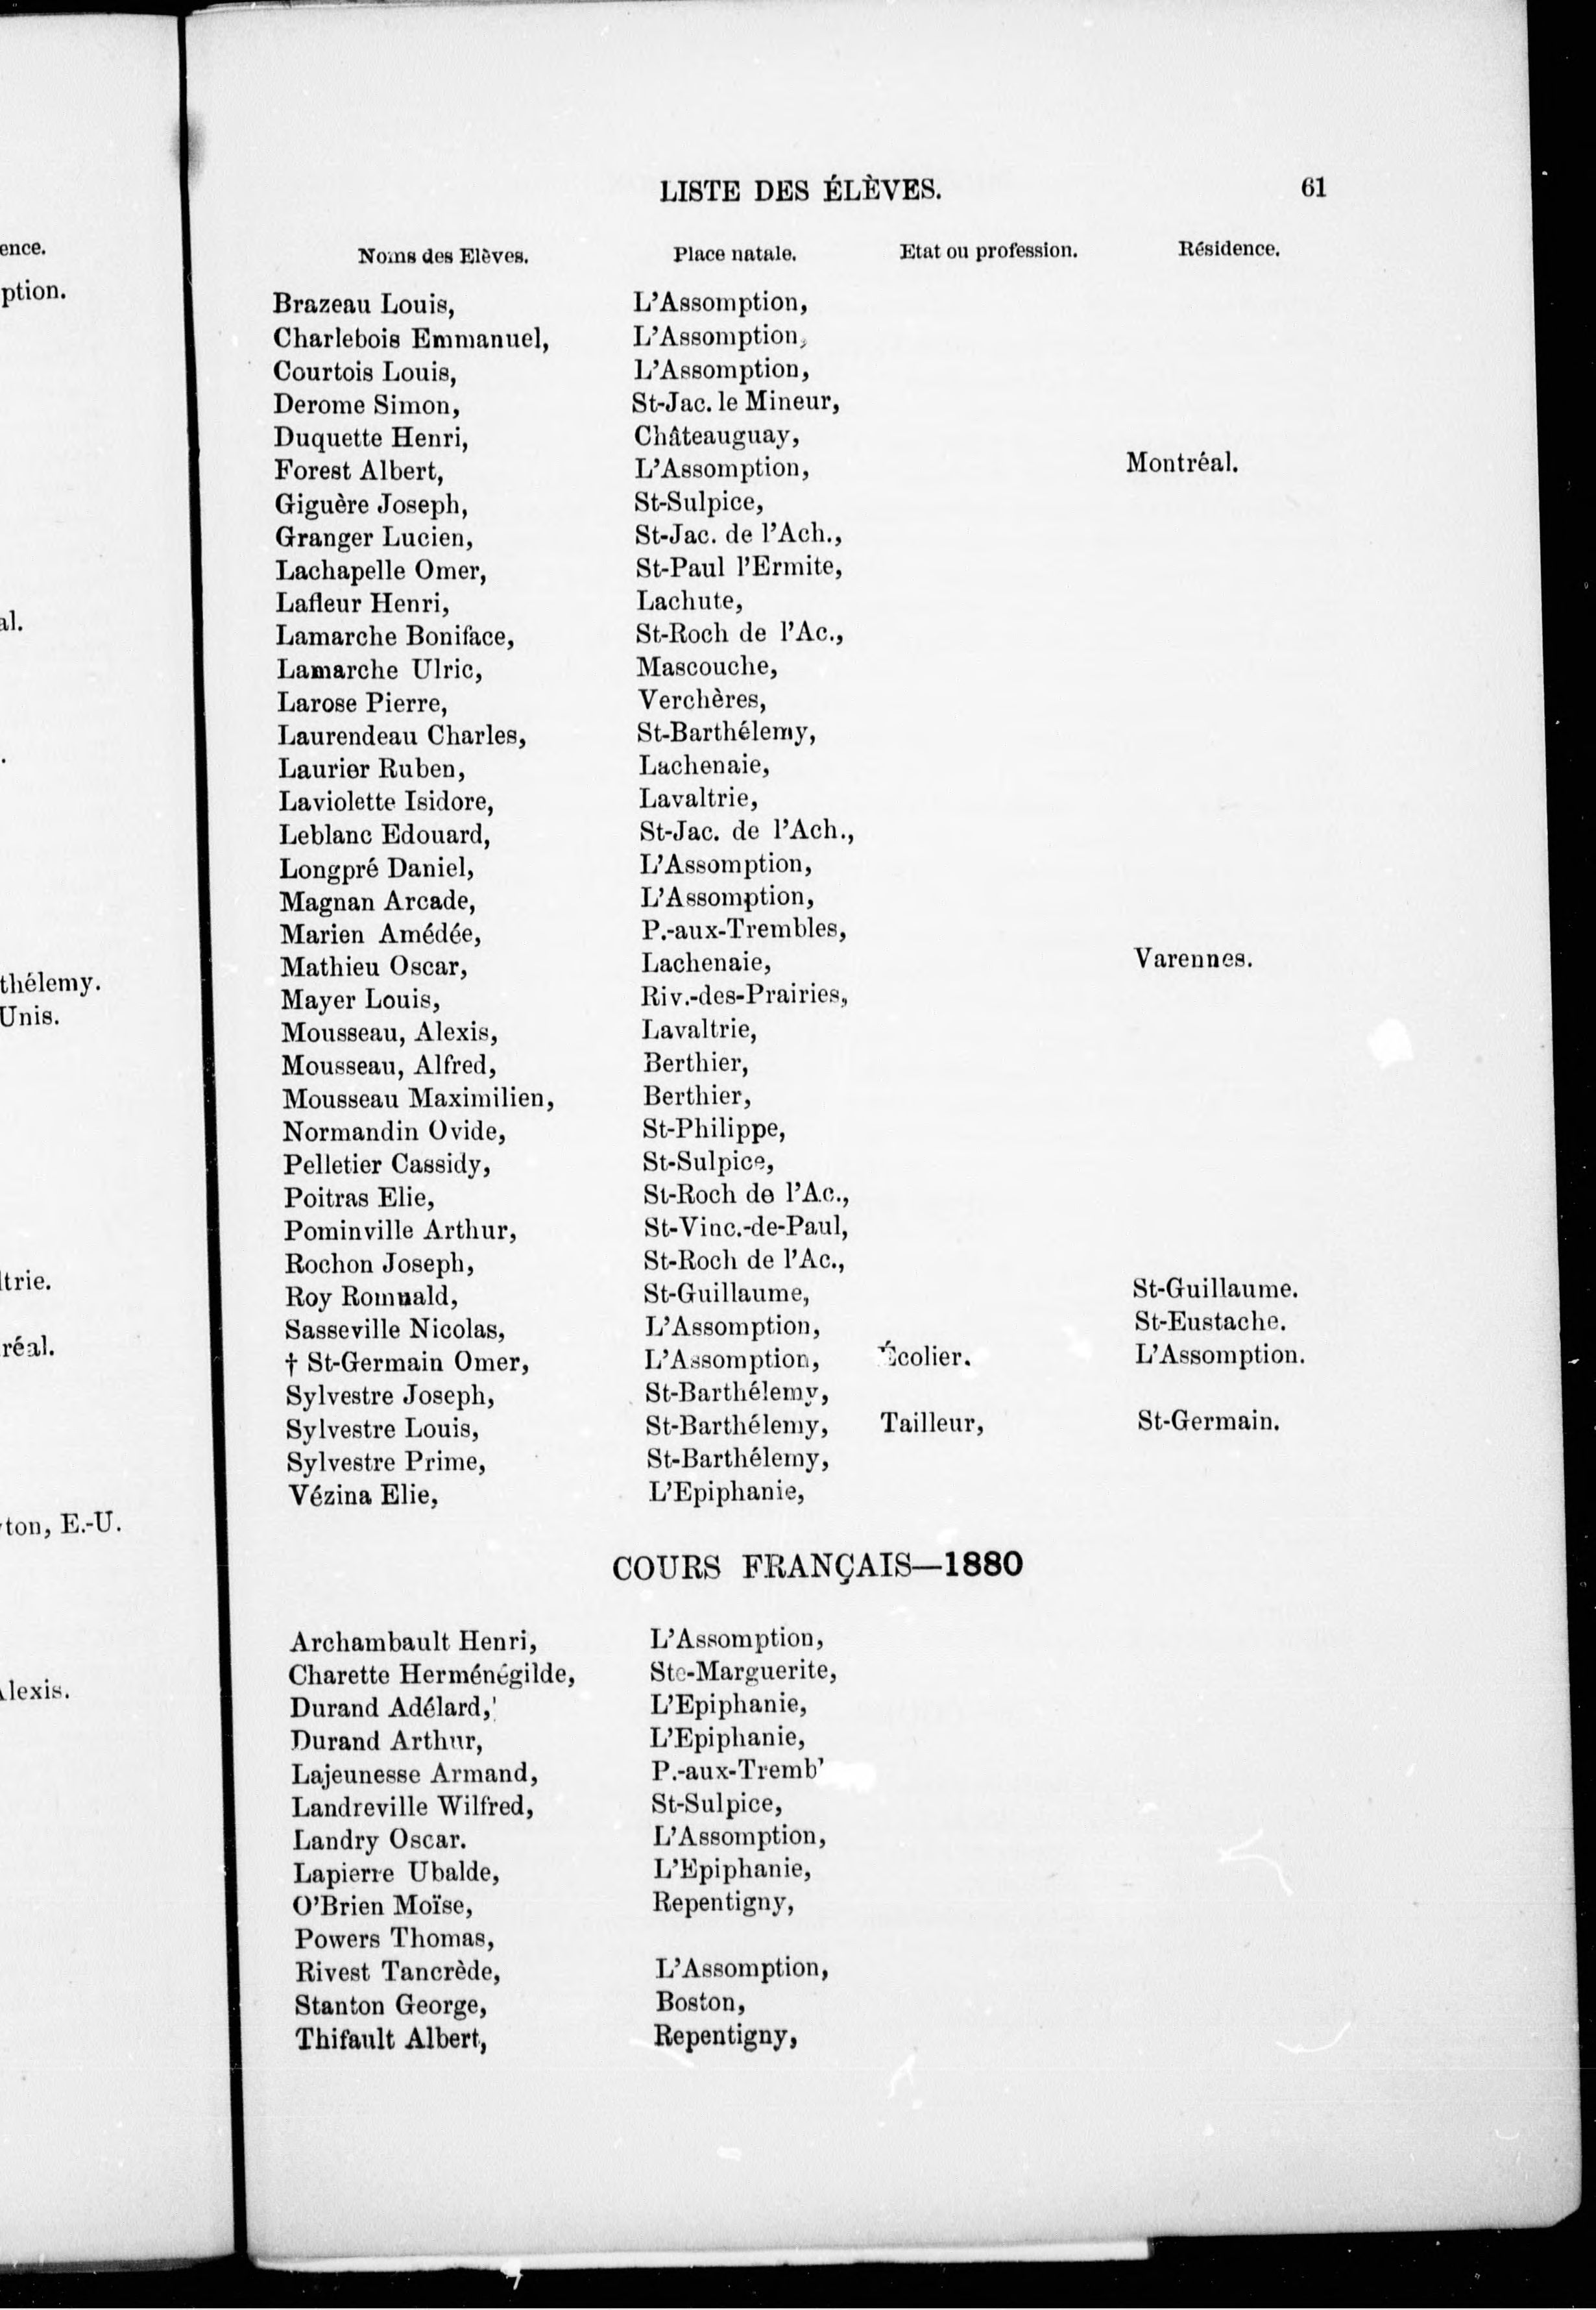 ence.
ption.
al.
thélemy.
Unis.
ltrie.
réal.
ton, E.-U.
lexis.
LISTE DES ÉLÈVES. 61
Noms des Elèves. Place natale. Etat ou profession. Résidence.
Brazeau Louis, L'Assomption,
Charlebois Emmanuel, L'Assomption,
Courtois Louis, L'Assomption,
Derome Simon, St-Jac. le Mineur,
Duquette Henri, Châteauguay,
Forest Albert, L'Assomption, Montréal.
Giguère Joseph, St-Sulpice,
Granger Lucien, St-Jac. de l'Ach.,
Lachapelle Omer, St-Paul l'Ermite,
Lafleur Henri, Lachute,
Lamarche Boniface, St-Roch de l'Ac.,
Lamarche Ulric, Mascouche,
Larose Pierre, Verchères,
Laurendeau Charles, St-Barthélemy,
Laurier Ruben, Lachenaie,
Laviolette Isidore, Lavaltrie,
Leblanc Edouard, St-Jac. de l'Ach.,
Longpré Daniel, L'Assomption,
Magnan Arcade, L'Assomption,
Marien Amédée, P.-aux-Trembles,
Mathieu Oscar, Lachenaie, Varennes.
Mayer Louis, Riv.-des-Prairies,
Mousseau, Alexis, Lavaltrie,
Mousseau, Alfred, Berthier,
Mousseau Maximilien, Berthier,
Normandin Ovide, St-Philippe,
Pelletier Cassidy, St-Sulpice,
Poitras Elie, St-Roch de l'Ac.,
Pominville Arthur, St-Vinc.-de-Paul,
Rochon Joseph, St-Roch de l'Ac.,
Roy Romuald, St-Guillaume, St-Guillaume.
Sasseville Nicolas, L'Assomption, St-Eustache.
† St-Germain Omer, L'Assomption, Écolier. L'Assomption.
Sylvestre Joseph, St-Barthélemy,
Sylvestre Louis, St-Barthélemy, Tailleur, St-Germain.
Sylvestre Prime, St-Barthélemy,
Vézina Elie, L'Epiphanie,
COURS FRANÇAIS—1880
Archambault Henri, L'Assomption,
Charette Herménégilde, Ste-Marguerite,
Durand Adélard, L'Epiphanie,
Durand Arthur, L'Epiphanie,
Lajeunesse Armand, P.-aux-Tremb
Landreville Wilfred, St-Sulpice,
Landry Oscar. L'Assomption,
Lapierre Ubalde, L'Epiphanie,
O'Brien Moïse, Repentigny,
Powers Thomas,
Rivest Tancrède, L'Assomption,
Stanton George, Boston,
Thifault Albert, Repentigny,